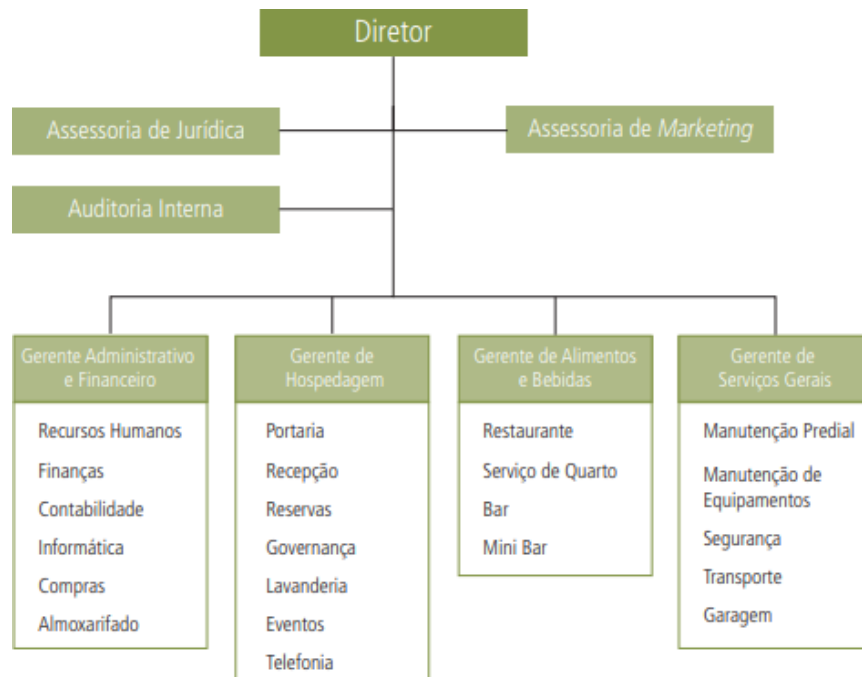 Diretor
Assessoria de Jurídica
Assessoria de Marketing
Auditoria Interna
Gerente Administrativo
e Financeiro
Recursos Humanos
Finanças
Contabilidade
Informática
Compras
Almoxarifado
Gerente de
Hospedagem
Portaria
Recepção
Reservas
Governança
Lavanderia
Eventos
Telefonia
Gerente de Alimentos
e Bebidas
Restaurante
Serviço de Quarto
Bar
Mini Bar
Gerente de
Serviços Gerais
Manutenção Predial
Manutenção de
Equipamentos
Segurança
Transporte
Garagem